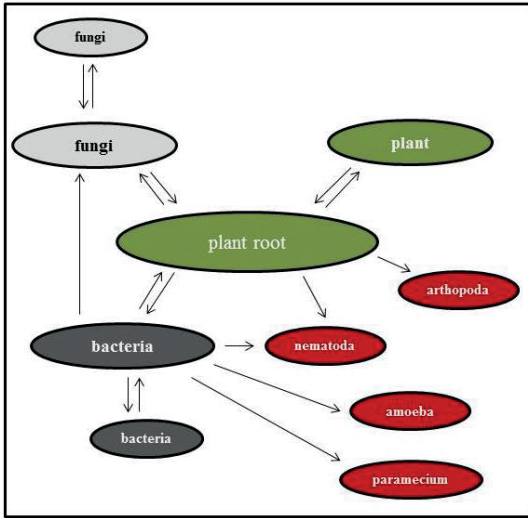 fungi
fungi
plant
plant root
arthopoda
bacteria
nematoda
amoeba
bacteria
paramecium